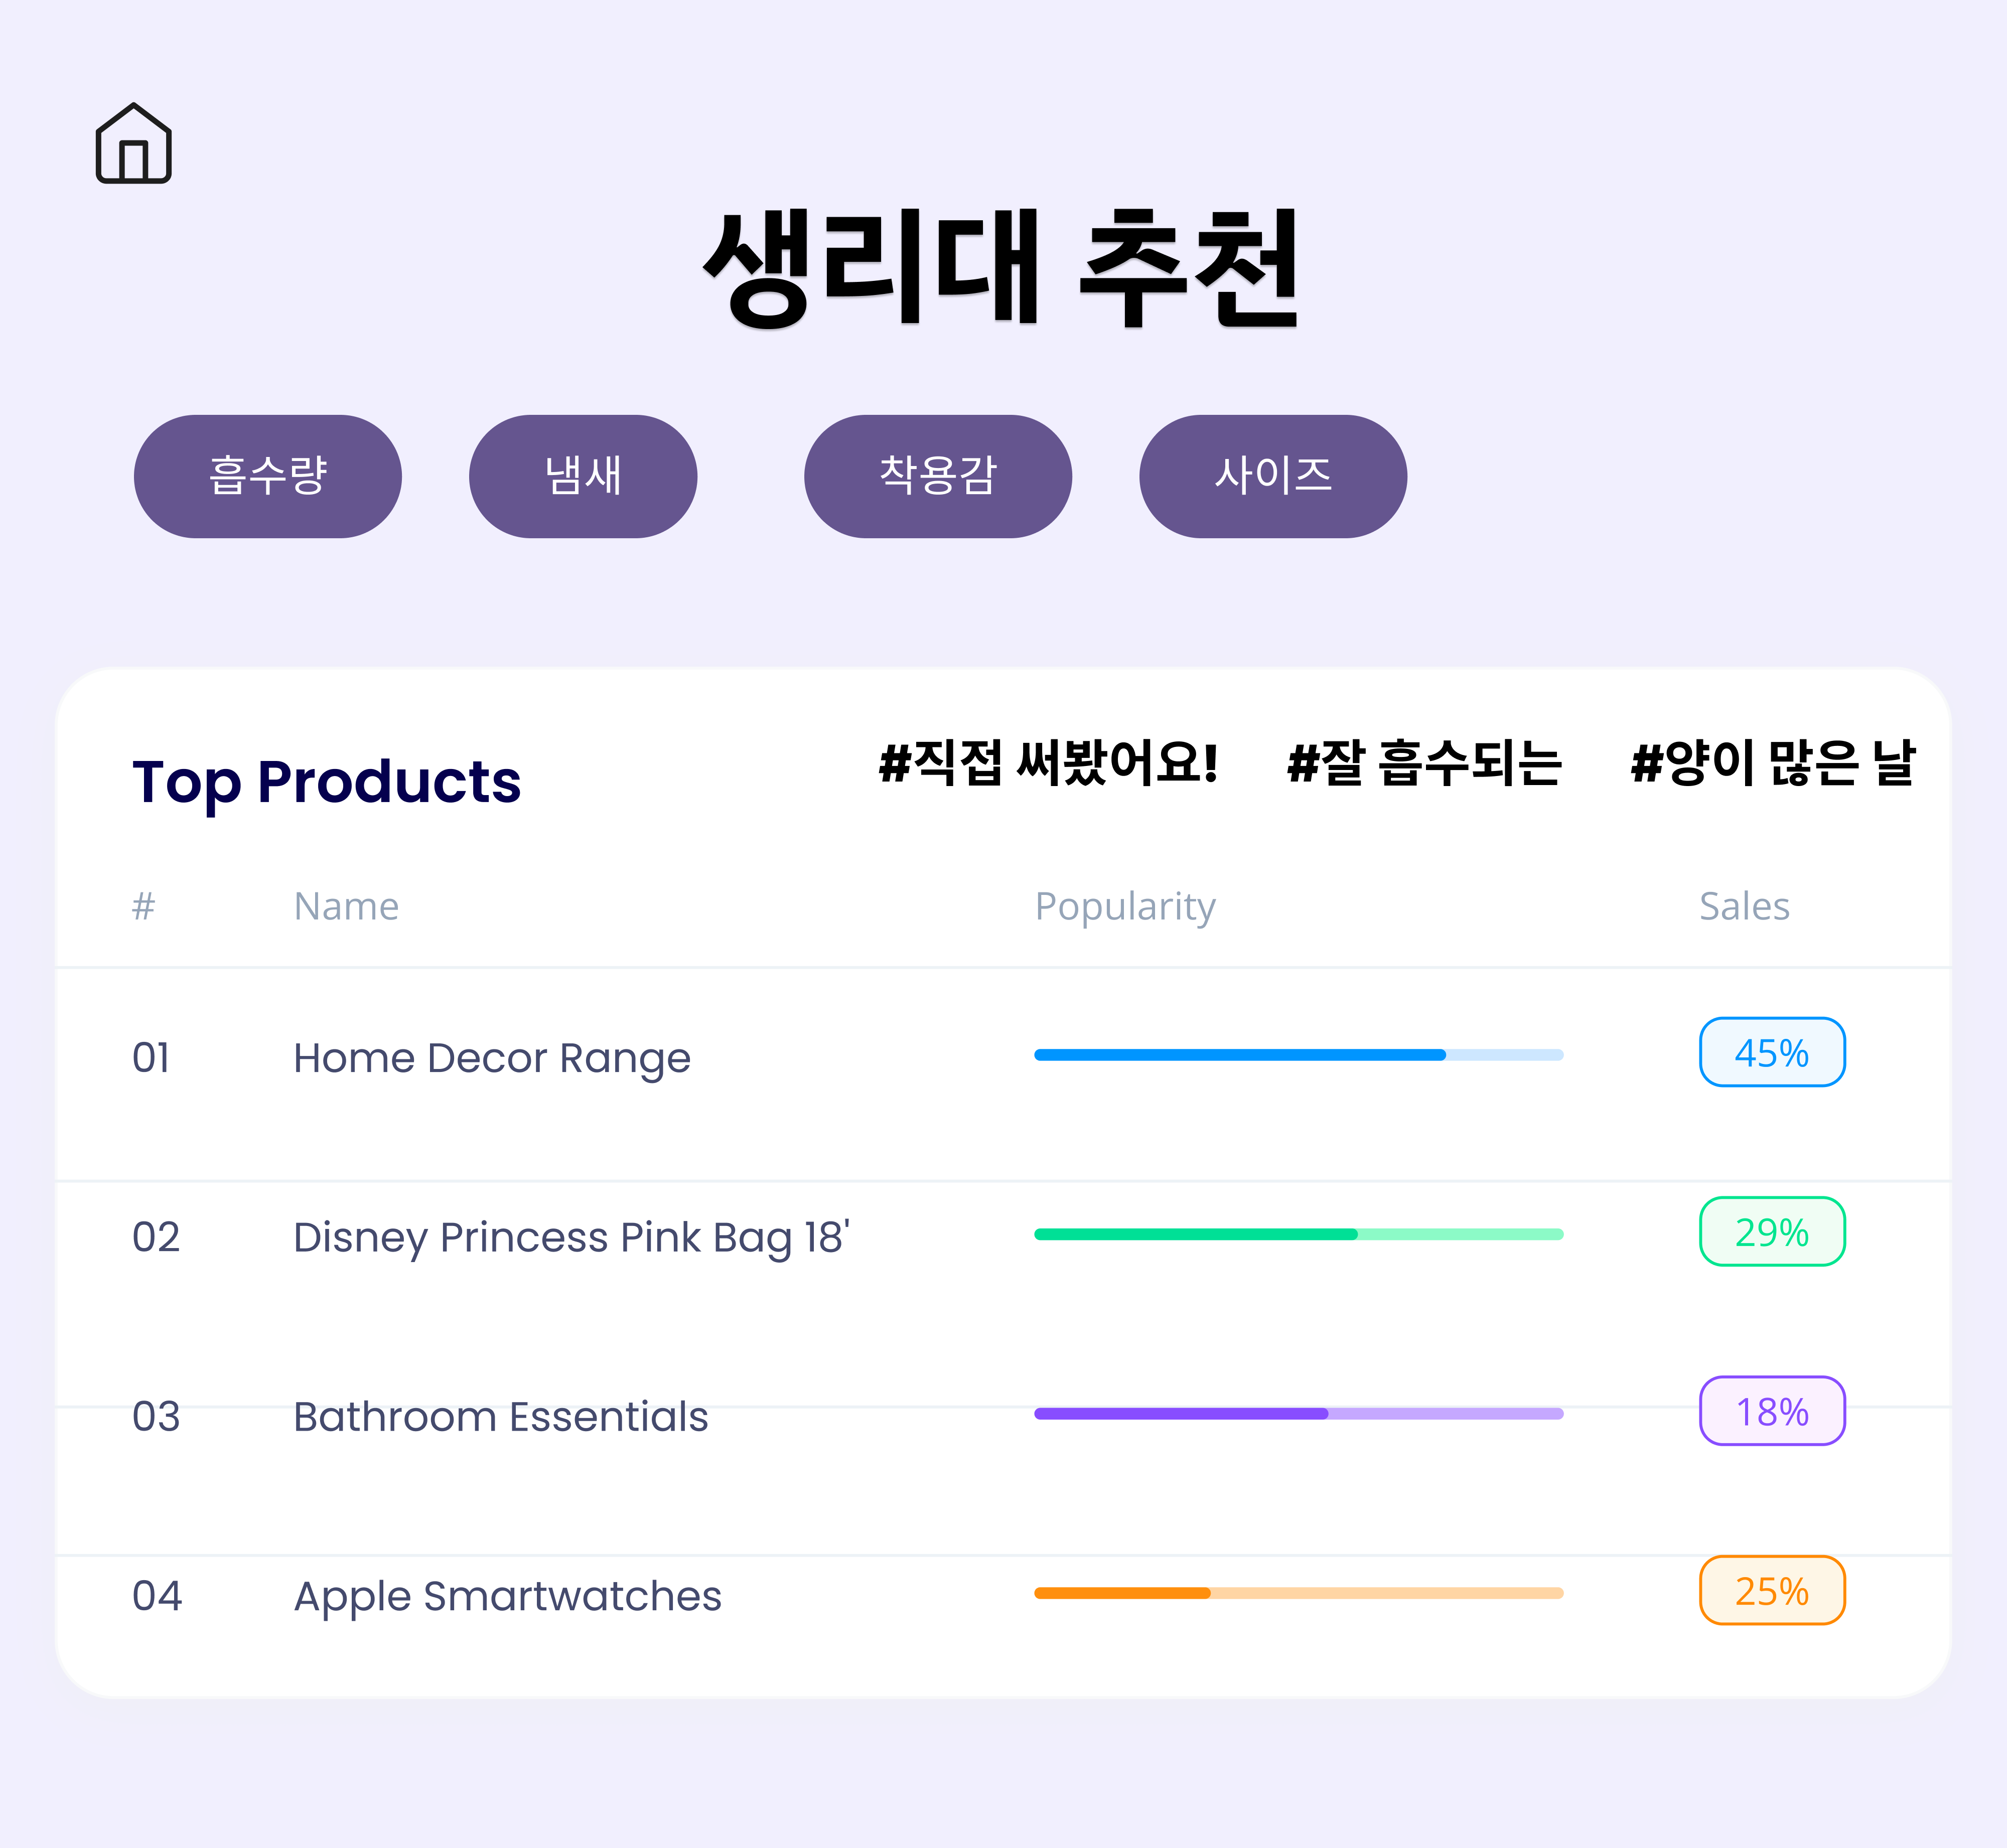 생리대 추천
흡수량 냄새 착용감 사이즈
Top Products #직접 써봤어요! #잘 흡수되는 #양이 많은 날
# Name Popularity Sales
01 Home Decor Range 45%
02 Disney Princess Pink Bag 18' 29%
03 Bathroom Essentials 18%
04 Apple Smartwatches 25%